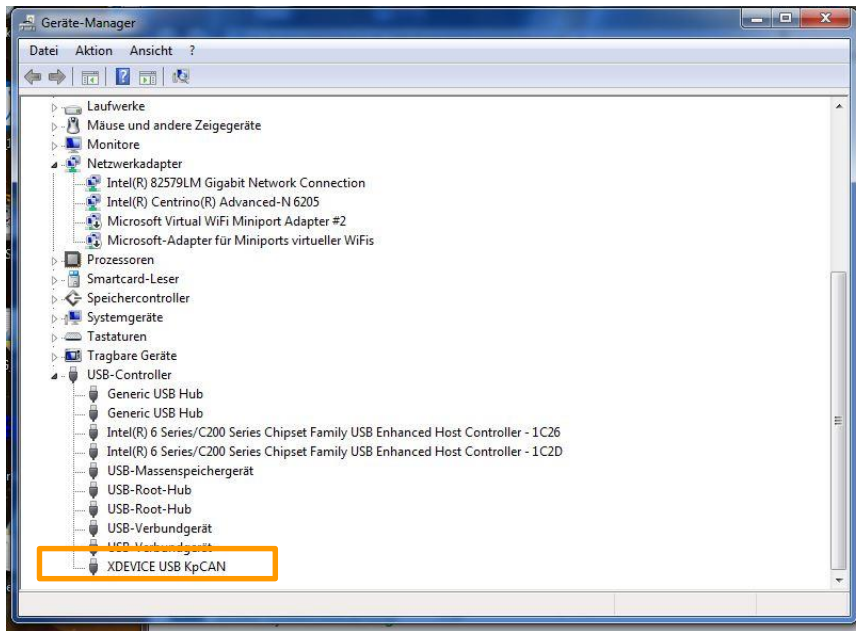 Geräte-Manager
Datei Aktion Ansicht ?
Laufwerke
Mäuse und andere Zeigegeräte
Monitore
Netzwerkadapter
Intel(R) 82579LM Gigabit Network Connection
Intel(R) Centrino(R) Advanced-N 6205
Microsoft Virtual WiFi Miniport Adapter #2
Microsoft-Adapter für Miniports virtueller WiFis
Prozessoren
Smartcard-Leser
Speichercontroller
Systemgeräte
Tastaturen
Tragbare Geräte
USB-Controller
Generic USB Hub
Generic USB Hub
Intel(R) 6 Series/C200 Series Chipset Family USB Enhanced Host Controller - 1C26
Intel(R) 6 Series/C200 Series Chipset Family USB Enhanced Host Controller - 1C2D
USB-Massenspeichergerät
USB-Root-Hub
USB-Root-Hub
USB-Verbundgerät
USB-Verbundgerät
XDEVICE USB KpCAN